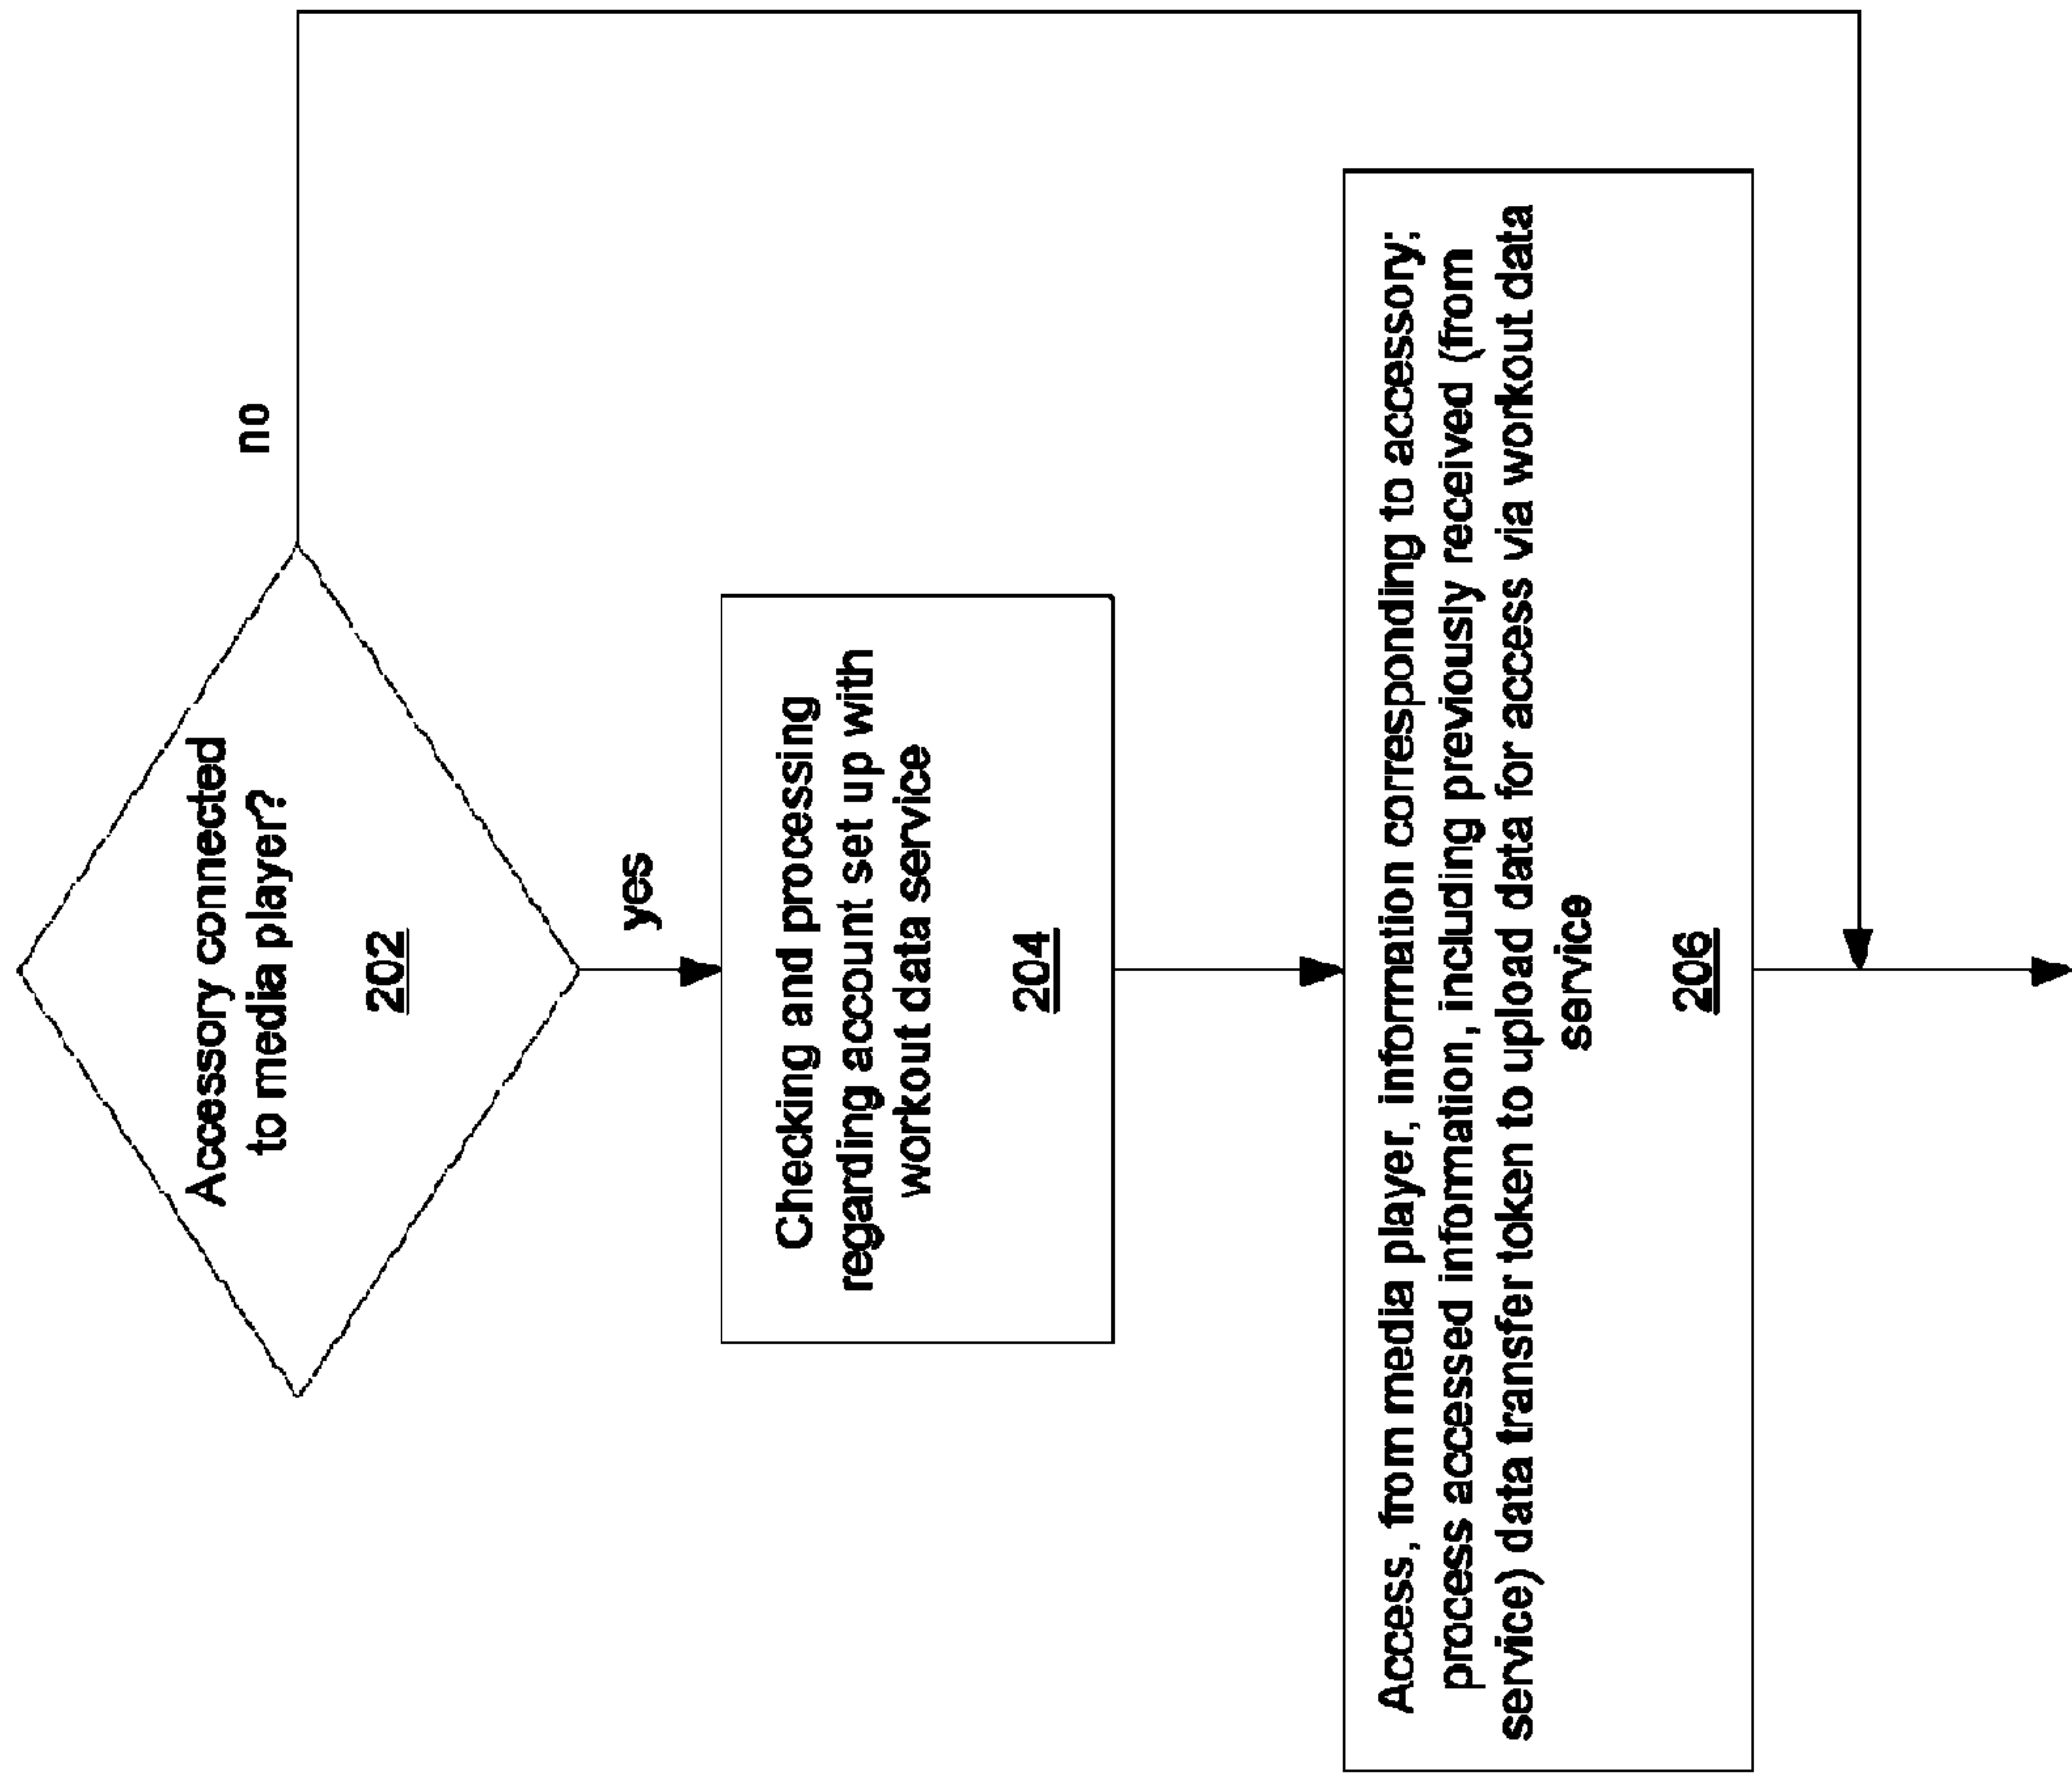 Accessory connected
to media player?
202
no
yes
Checking and processing
regarding account set up with
workout data service
204
Access, from media player, information corresponding to accessory;
process accessed information, including previously received (from
service) data transfer token to upload data for access via workout data
service
206